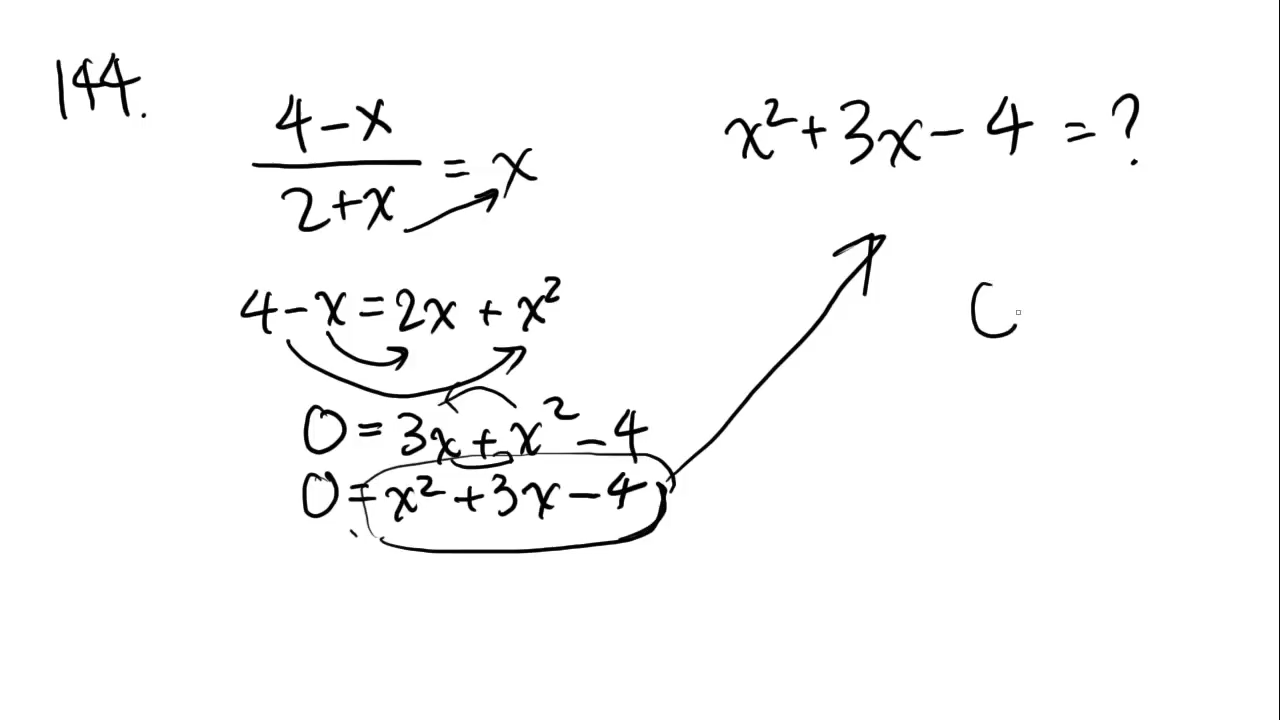 144.
4-x
2+x
= x
x²+3x-4 = ?
4-x=2x+x²
0=3x+x²-4
0=x²+3x-4